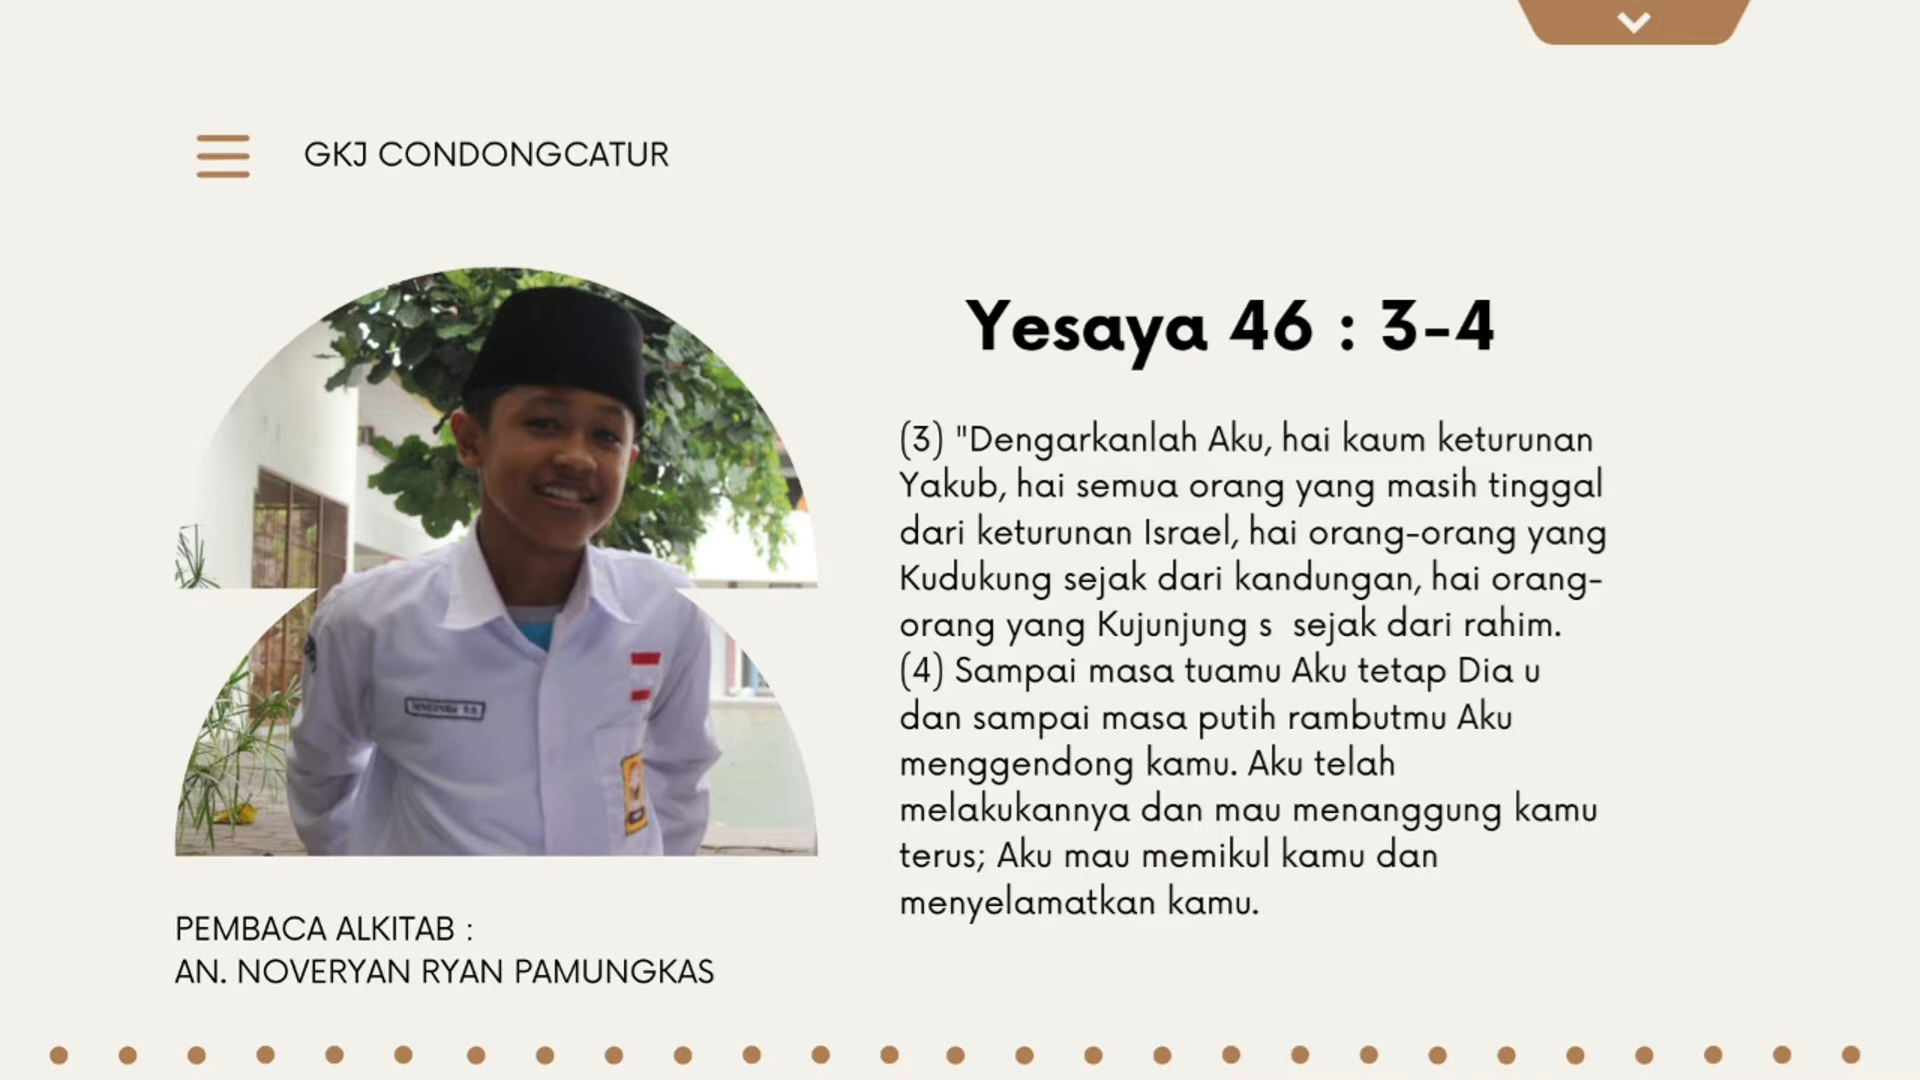 GKJ CONDONGCATUR
Yesaya 46 : 3-4
(3) "Dengarkanlah Aku, hai kaum keturunan
Yakub, hai semua orang yang masih tinggal
dari keturunan Israel, hai orang-orang yang
Kudukung sejak dari kandungan, hai orang-
orang yang Kujunjung s  sejak dari rahim.
(4) Sampai masa tuamu Aku tetap Dia u
dan sampai masa putih rambutmu Aku
menggendong kamu. Aku telah
melakukannya dan mau menanggung kamu
terus; Aku mau memikul kamu dan
menyelamatkan kamu.
PEMBACA ALKITAB :
AN. NOVERYAN RYAN PAMUNGKAS